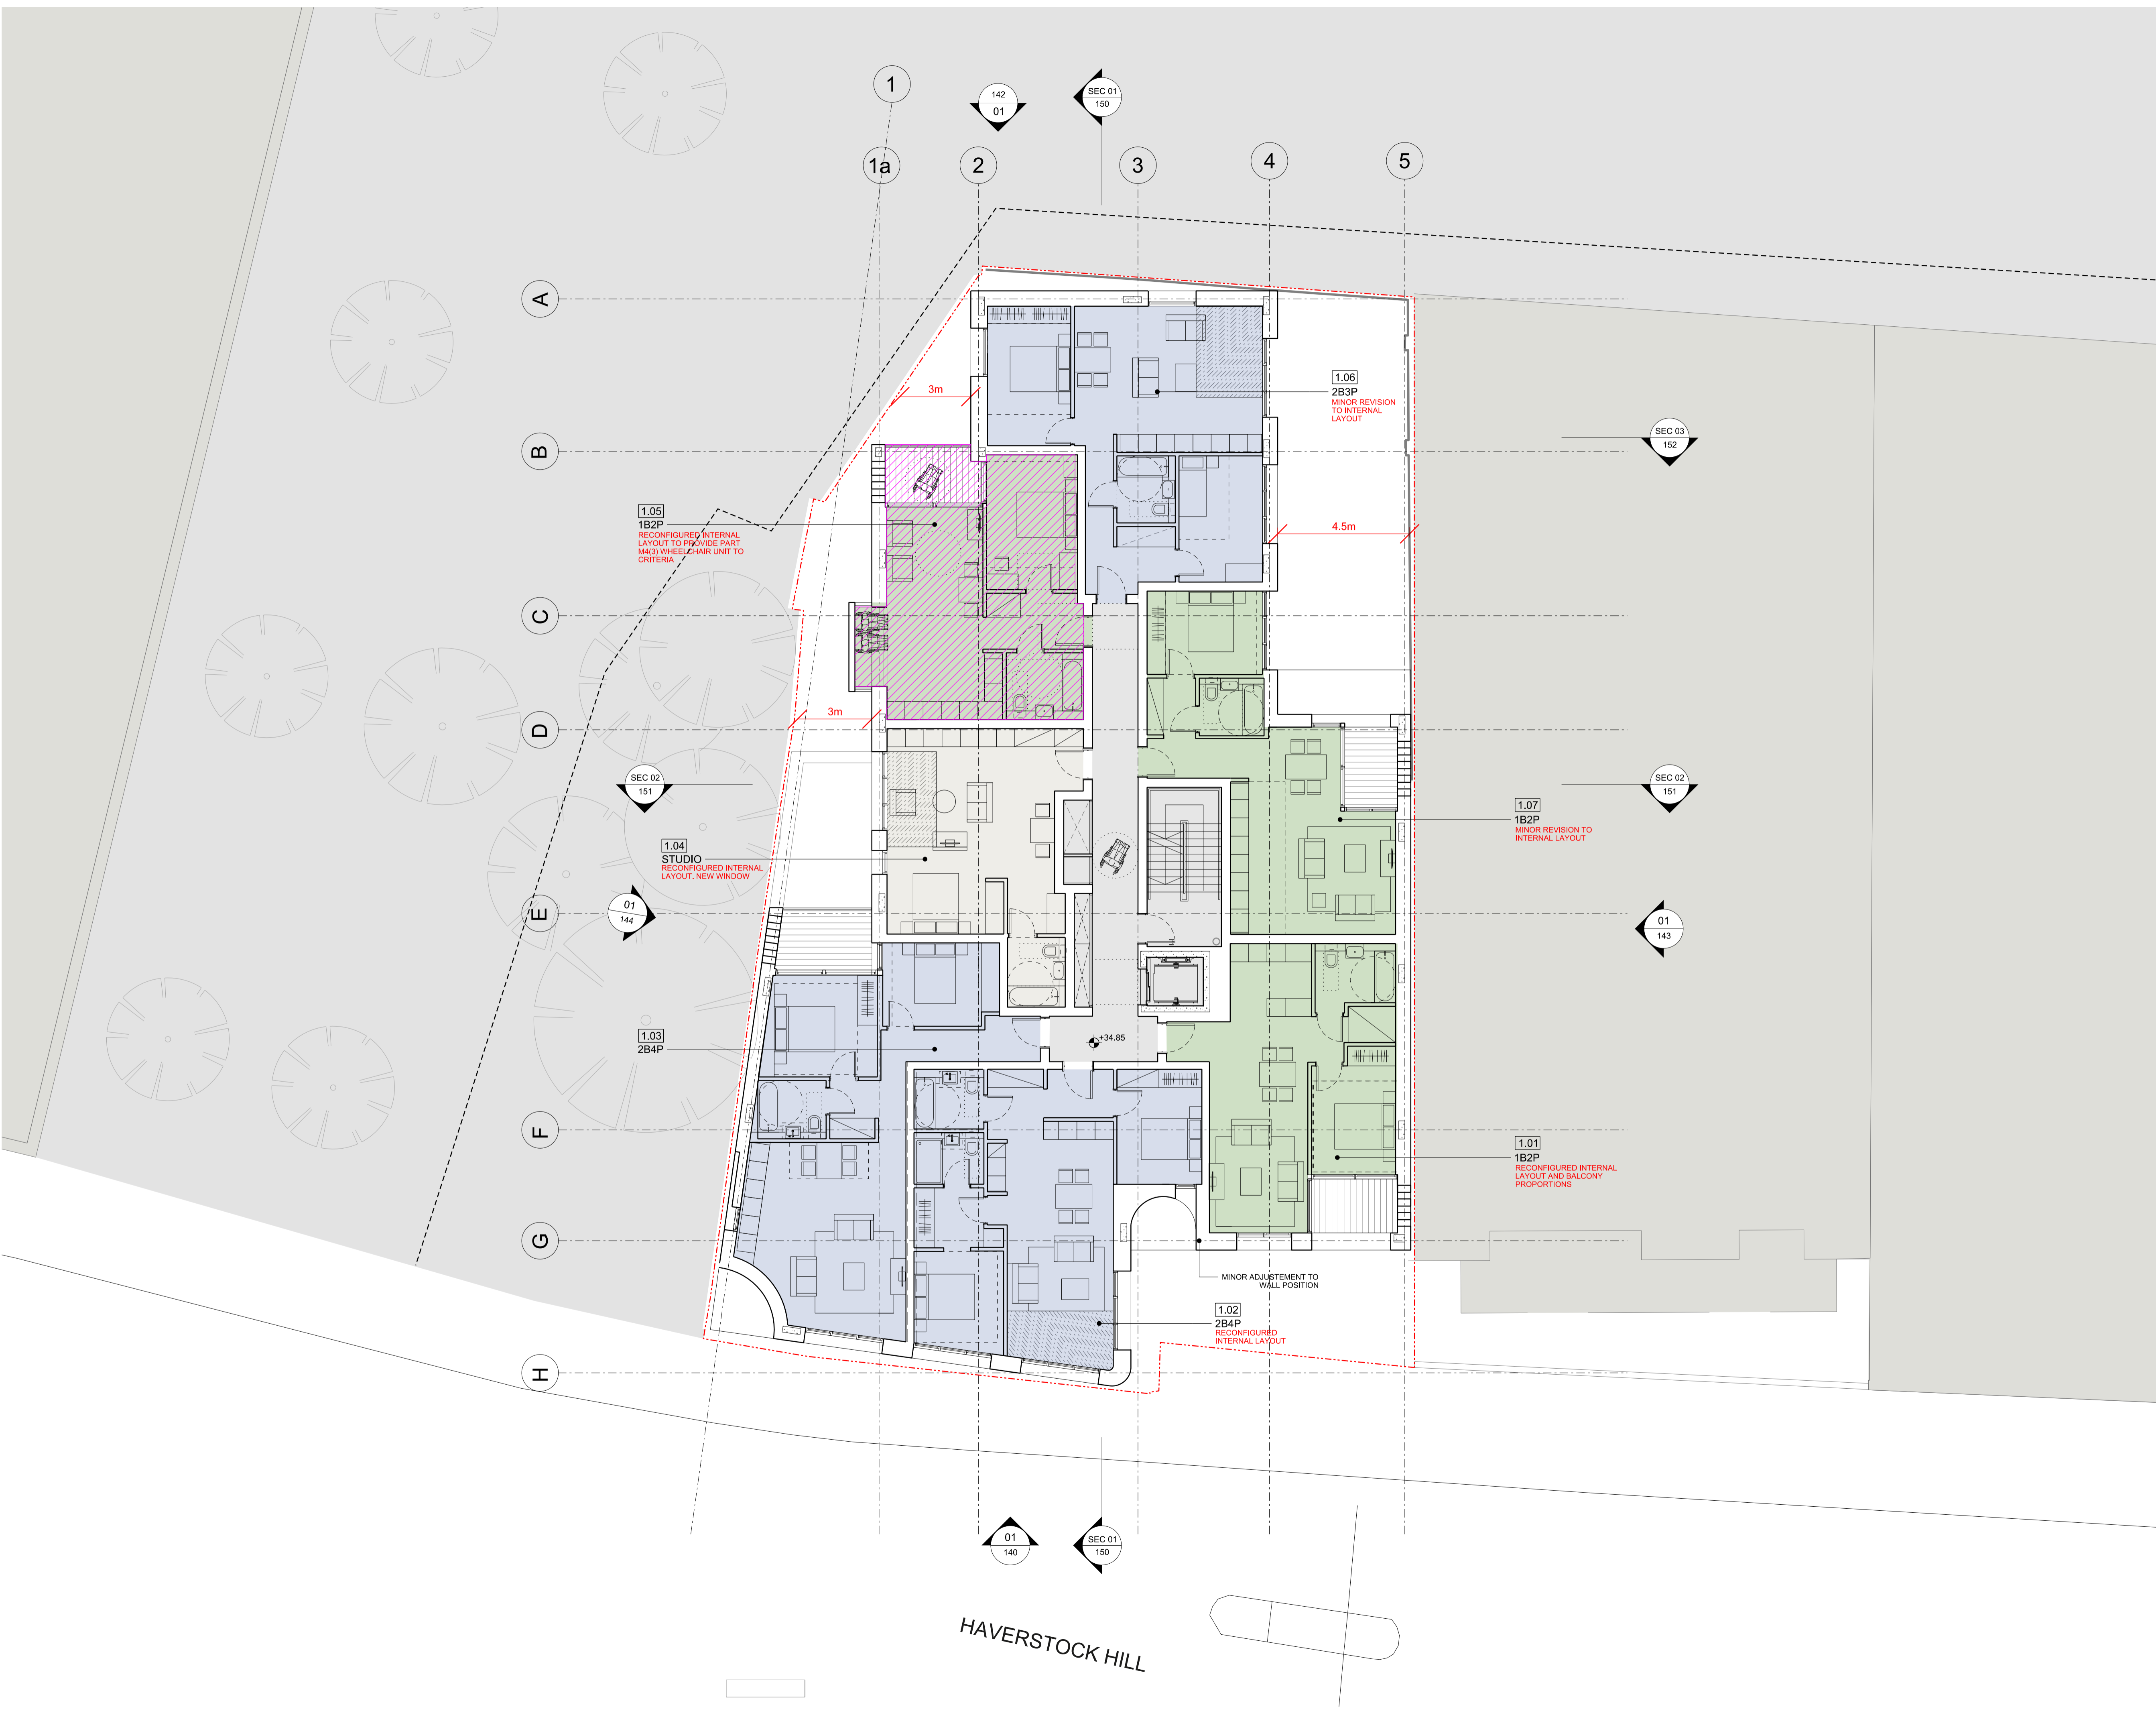 1
142
01
SEC 01
150
1a
2
3
4
5
A
1.06
2B3P
MINOR REVISION
TO INTERNAL
LAYOUT
3m
B
SEC 03
152
1.05
1B2P
RECONFIGURED INTERNAL
LAYOUT TO PROVIDE PART
M4(3) WHEELCHAIR UNIT TO
CRITERIA
4.5m
C
3m
D
SEC 02
151
SEC 02
151
1.07
1B2P
MINOR REVISION TO
INTERNAL LAYOUT
1.04
STUDIO
RECONFIGURED INTERNAL
LAYOUT. NEW WINDOW
E
01
144
01
143
1.03
2B4P
+34.85
F
1.01
1B2P
RECONFIGURED INTERNAL
LAYOUT AND BALCONY
PROPORTIONS
G
MINOR ADJUSTEMENT TO
WALL POSITION
1.02
2B4P
RECONFIGURED
INTERNAL LAYOUT
H
01
140
SEC 01
150
HAVERSTOCK HILL